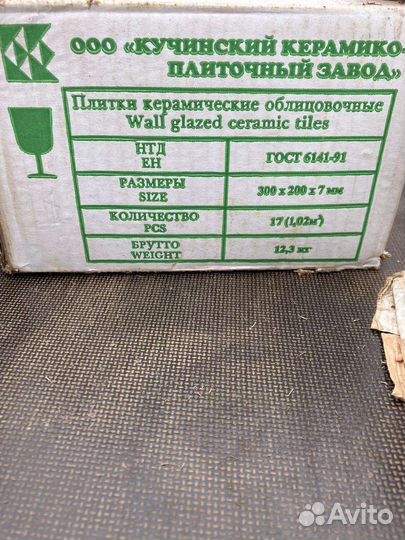 ООО «КУЧИНСКИЙ КЕРАМИКО-
ПЛИТОЧНЫЙ ЗАВОД»
Плитки керамические облицовочные
Wall glazed ceramic tiles
НТД
ЕН
ГОСТ 6141-91
РАЗМЕРЫ
SIZE
300 x 200 x 7 мм
КОЛИЧЕСТВО
PCS
17 (1,02м²)
БРУТТО
WEIGHT
12,3 кг
Avito